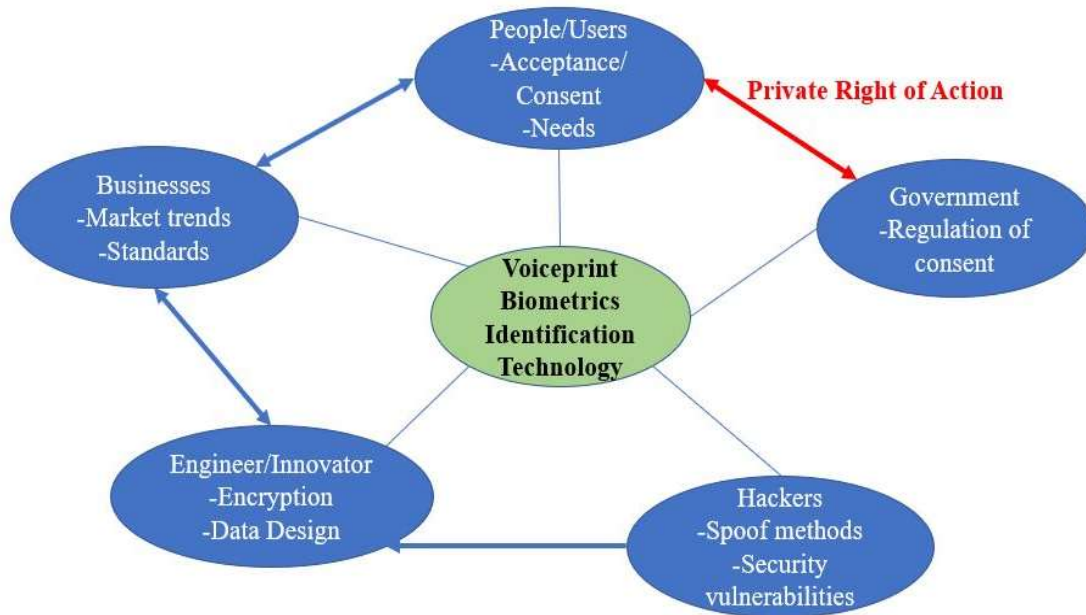 People/Users
-Acceptance/
Consent
-Needs
Private Right of Action
Businesses
-Market trends
-Standards
Government
-Regulation of
consent
Voiceprint
Biometrics
Identification
Technology
Engineer/Innovator
-Encryption
-Data Design
Hackers
-Spoof methods
-Security
vulnerabilities